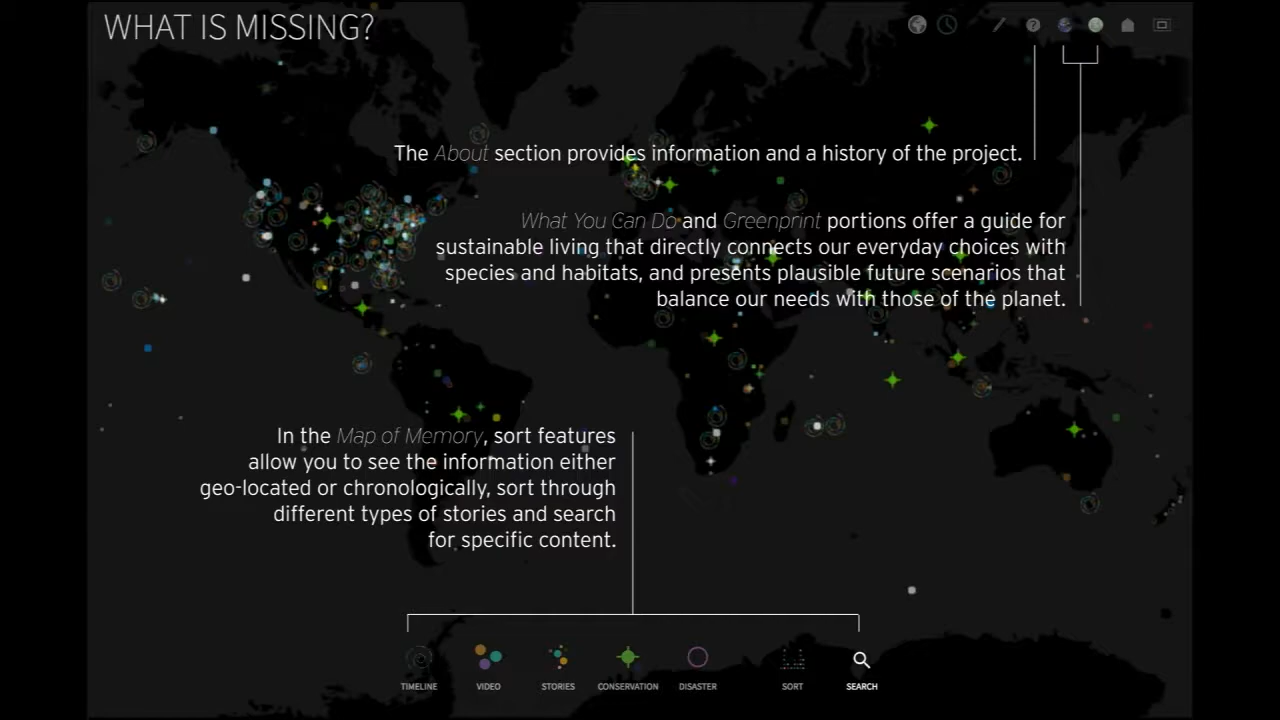 WHAT IS MISSING?
The About section provides information and a history of the project.
What You Can Do and Greenprint portions offer a guide for
sustainable living that directly connects our everyday choices with
species and habitats, and presents plausible future scenarios that
balance our needs with those of the planet.
In the Map of Memory, sort features
allow you to see the information either
geo-located or chronologically, sort through
different types of stories and search
for specific content.
TIMELINE VIDEO STORIES CONSERVATION DISASTER SORT SEARCH